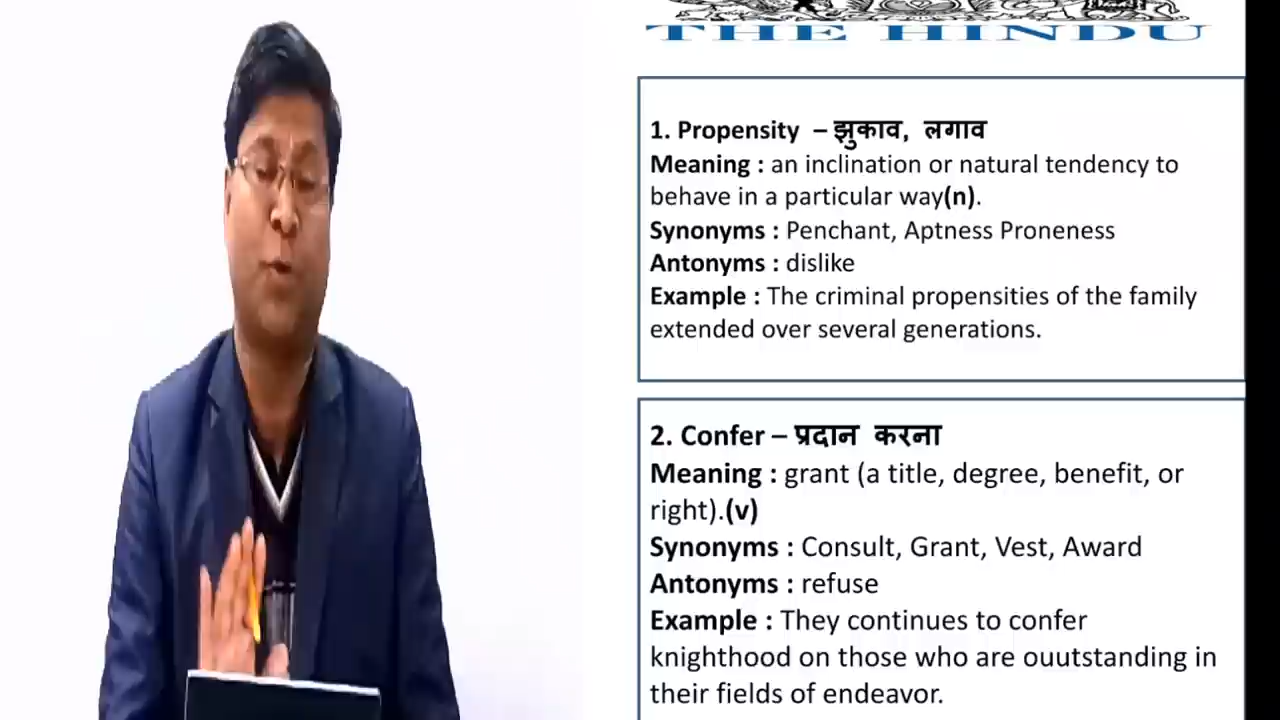 THE HINDU
1. Propensity – झुकाव, लगाव
Meaning : an inclination or natural tendency to
behave in a particular way(n).
Synonyms : Penchant, Aptness Proneness
Antonyms : dislike
Example : The criminal propensities of the family
extended over several generations.
2. Confer – प्रदान करना
Meaning : grant (a title, degree, benefit, or
right).(v)
Synonyms : Consult, Grant, Vest, Award
Antonyms : refuse
Example : They continues to confer
knighthood on those who are ouutstanding in
their fields of endeavor.